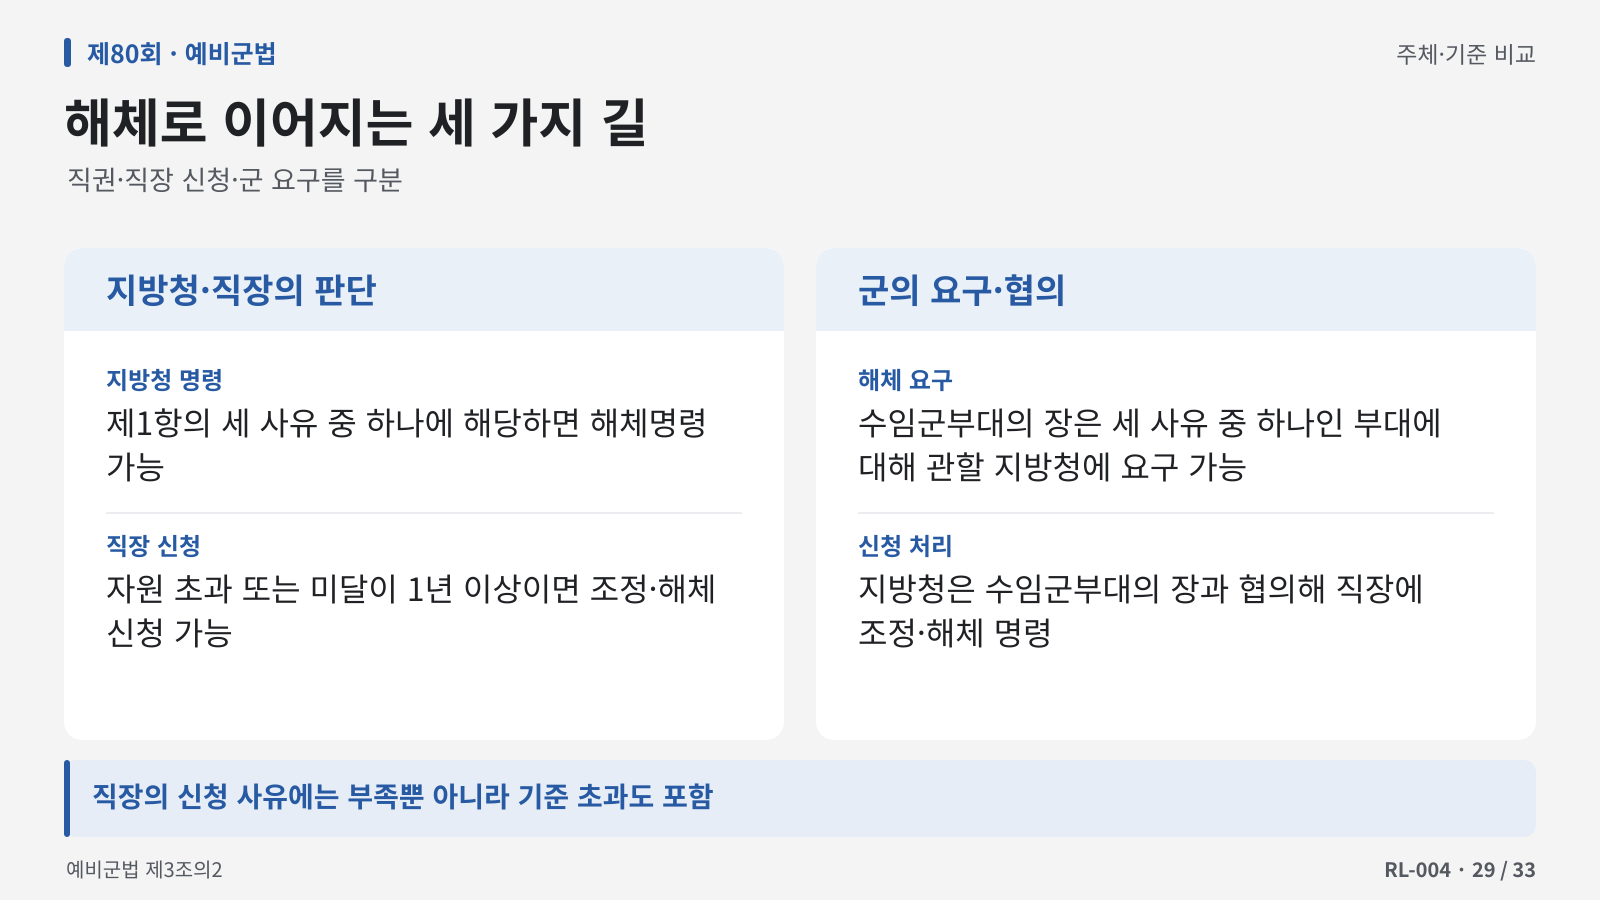 제80회 · 예비군법
주체·기준 비교
해체로 이어지는 세 가지 길
직권·직장 신청·군 요구를 구분
지방청·직장의 판단
지방청 명령
제1항의 세 사유 중 하나에 해당하면 해체명령
가능
직장 신청
자원 초과 또는 미달이 1년 이상이면 조정·해체
신청 가능
군의 요구·협의
해체 요구
수임군부대의 장은 세 사유 중 하나인 부대에
대해 관할 지방청에 요구 가능
신청 처리
지방청은 수임군부대의 장과 협의해 직장에
조정·해체 명령
직장의 신청 사유에는 부족뿐 아니라 기준 초과도 포함
예비군법 제3조의2
RL-004 · 29 / 33